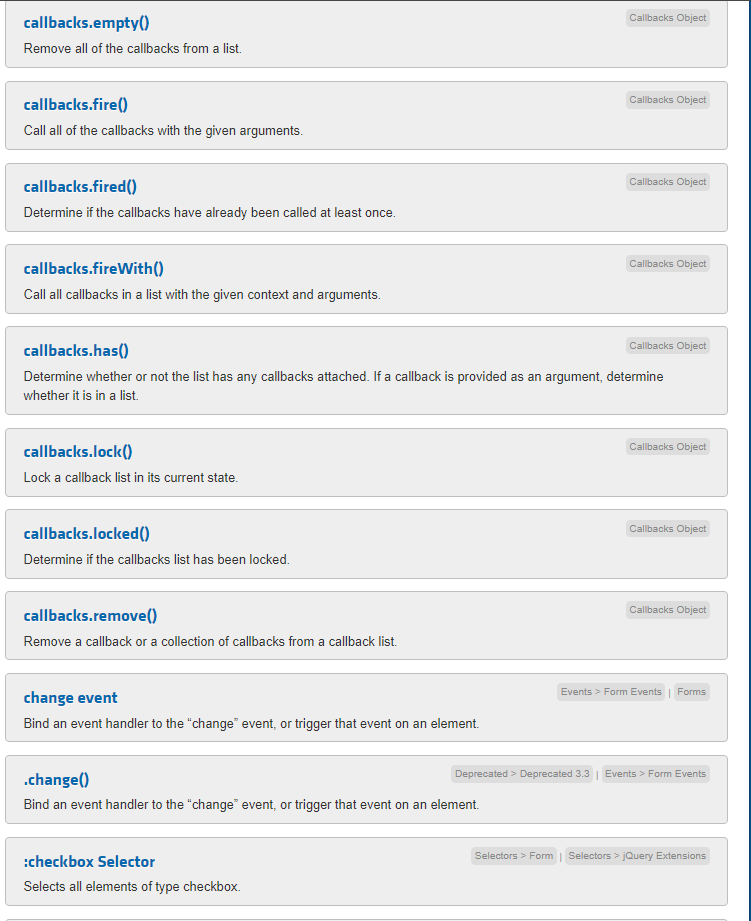 callbacks.empty()
Callbacks Object
Remove all of the callbacks from a list.
callbacks.fire()
Callbacks Object
Call all of the callbacks with the given arguments.
callbacks.fired()
Callbacks Object
Determine if the callbacks have already been called at least once.
callbacks.fireWith()
Callbacks Object
Call all callbacks in a list with the given context and arguments.
callbacks.has()
Callbacks Object
Determine whether or not the list has any callbacks attached. If a callback is provided as an argument, determine
whether it is in a list.
callbacks.lock()
Callbacks Object
Lock a callback list in its current state.
callbacks.locked()
Callbacks Object
Determine if the callbacks list has been locked.
callbacks.remove()
Callbacks Object
Remove a callback or a collection of callbacks from a callback list.
change event
Events > Form Events | Forms
Bind an event handler to the “change” event, or trigger that event on an element.
.change()
Deprecated > Deprecated 3.3 | Events > Form Events
Bind an event handler to the “change” event, or trigger that event on an element.
:checkbox Selector
Selectors > Form | Selectors > jQuery Extensions
Selects all elements of type checkbox.